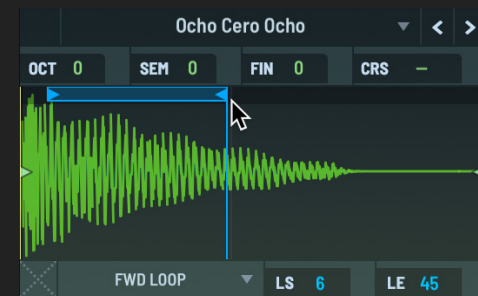 Ocho Cero Ocho
OCT 0 SEM 0 FIN 0 CRS –
FWD LOOP LS 6 LE 45